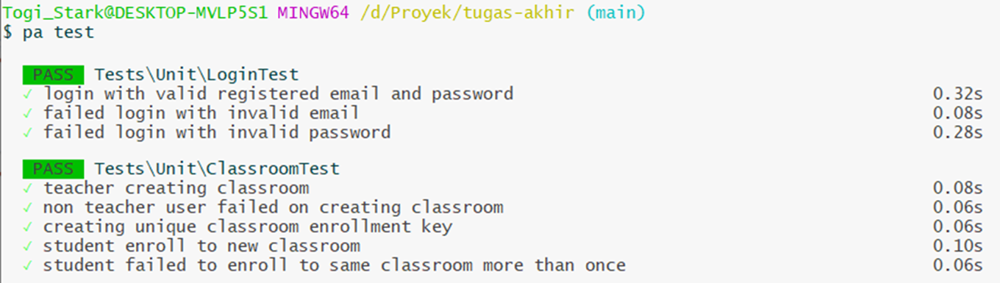 Togi_Stark@DESKTOP-MVLP5S1 MINGW64 /d/Proyek/tugas-akhir (main)
$ pa test
PASS Tests\Unit\LoginTest
✓ login with valid registered email and password 0.32s
✓ failed login with invalid email 0.08s
✓ failed login with invalid password 0.28s
PASS Tests\Unit\ClassroomTest
✓ teacher creating classroom 0.08s
✓ non teacher user failed on creating classroom 0.06s
✓ creating unique classroom enrollment key 0.06s
✓ student enroll to new classroom 0.10s
✓ student failed to enroll to same classroom more than once 0.06s